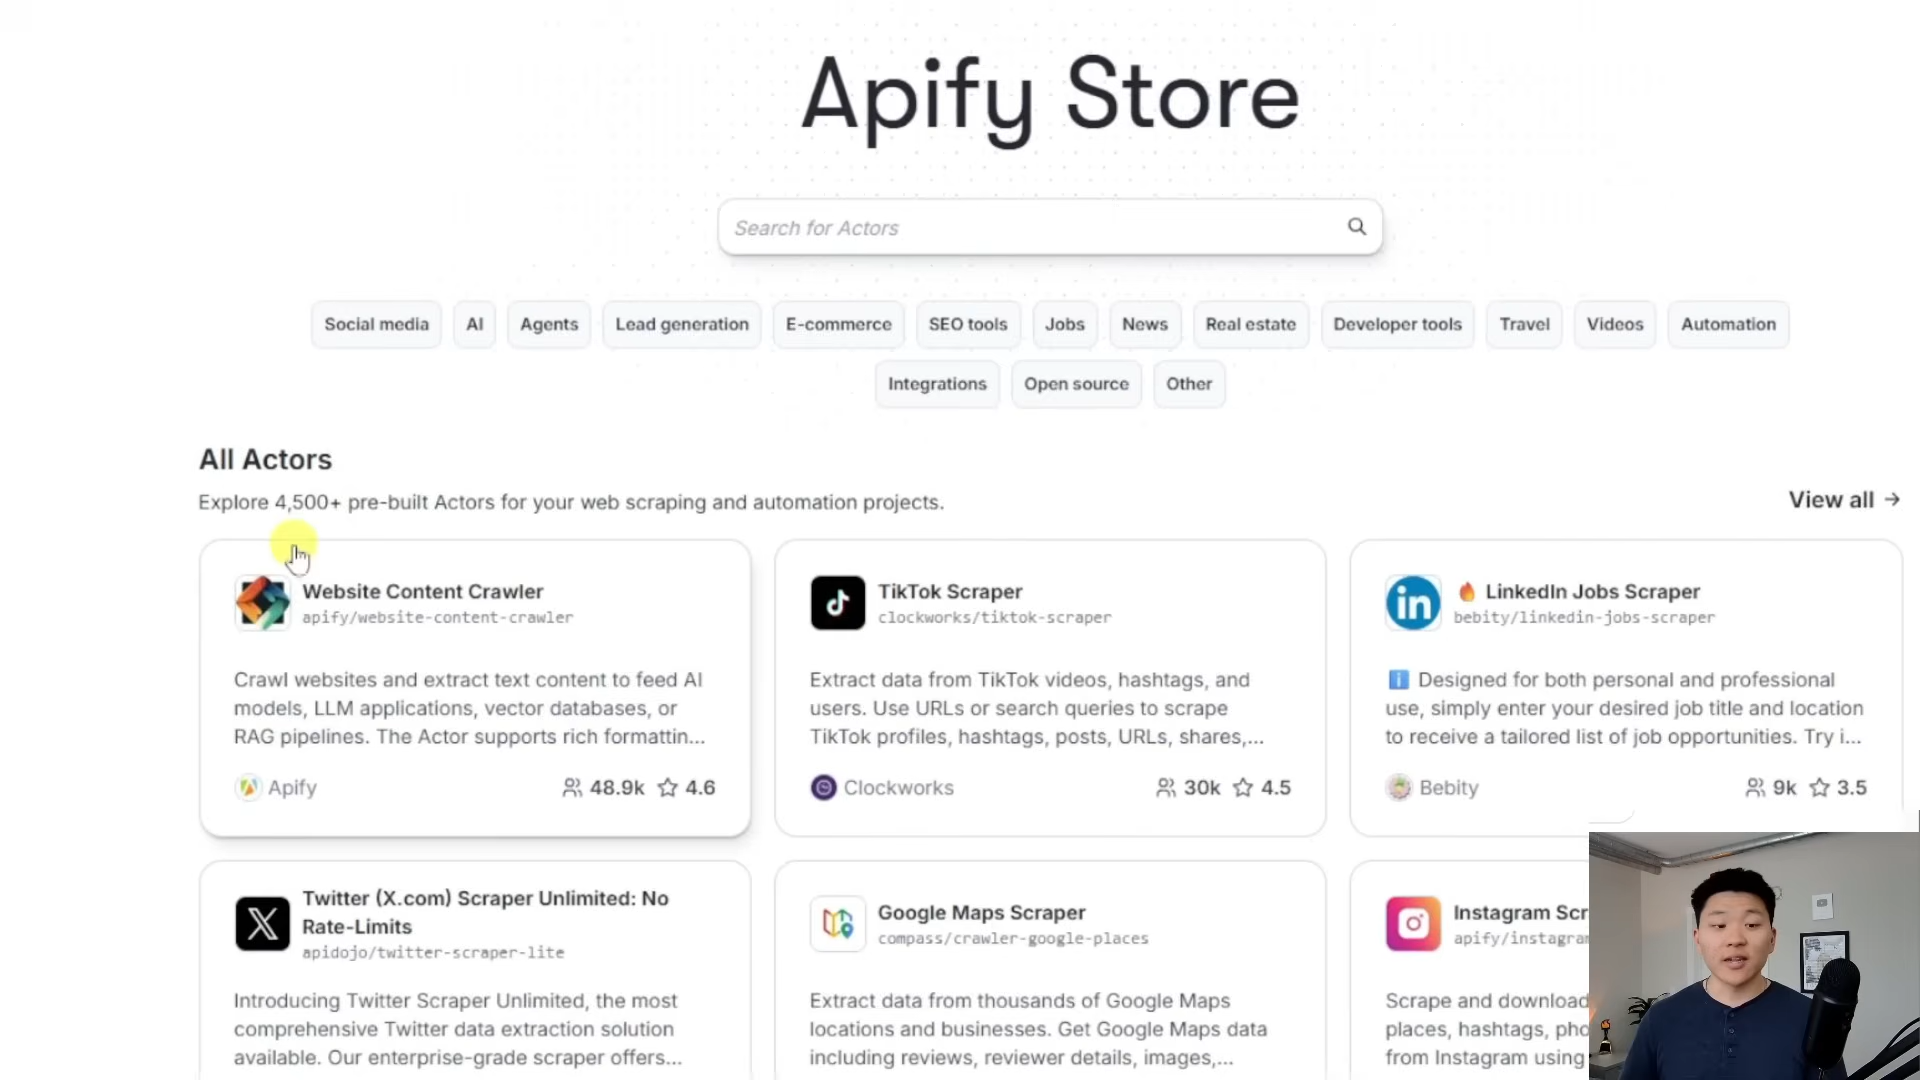 Apify Store
Search for Actors
Social media
AI
Agents
Lead generation
E-commerce
SEO tools
Jobs
News
Real estate
Developer tools
Travel
Videos
Automation
Integrations
Open source
Other
All Actors
Explore 4,500+ pre-built Actors for your web scraping and automation projects.
View all →
Website Content Crawler
apify/website-content-crawler
Crawl websites and extract text content to feed AI
models, LLM applications, vector databases, or
RAG pipelines. The Actor supports rich formattin...
Apify
48.9k
4.6
TikTok Scraper
clockworks/tiktok-scraper
Extract data from TikTok videos, hashtags, and
users. Use URLs or search queries to scrape
TikTok profiles, hashtags, posts, URLs, shares,...
Clockworks
30k
4.5
in
🔥 LinkedIn Jobs Scraper
bebity/linkedin-jobs-scraper
ℹ️ Designed for both personal and professional
use, simply enter your desired job title and location
to receive a tailored list of job opportunities. Try i...
Bebity
9k
3.5
Twitter (X.com) Scraper Unlimited: No
Rate-Limits
apidojo/twitter-scraper-lite
Introducing Twitter Scraper Unlimited, the most
comprehensive Twitter data extraction solution
available. Our enterprise-grade scraper offers...
Google Maps Scraper
compass/crawler-google-places
Extract data from thousands of Google Maps
locations and businesses. Get Google Maps data
including reviews, reviewer details, images,...
Instagram Scr
apify/instagram
Scrape and download
places, hashtags, pho
from Instagram using